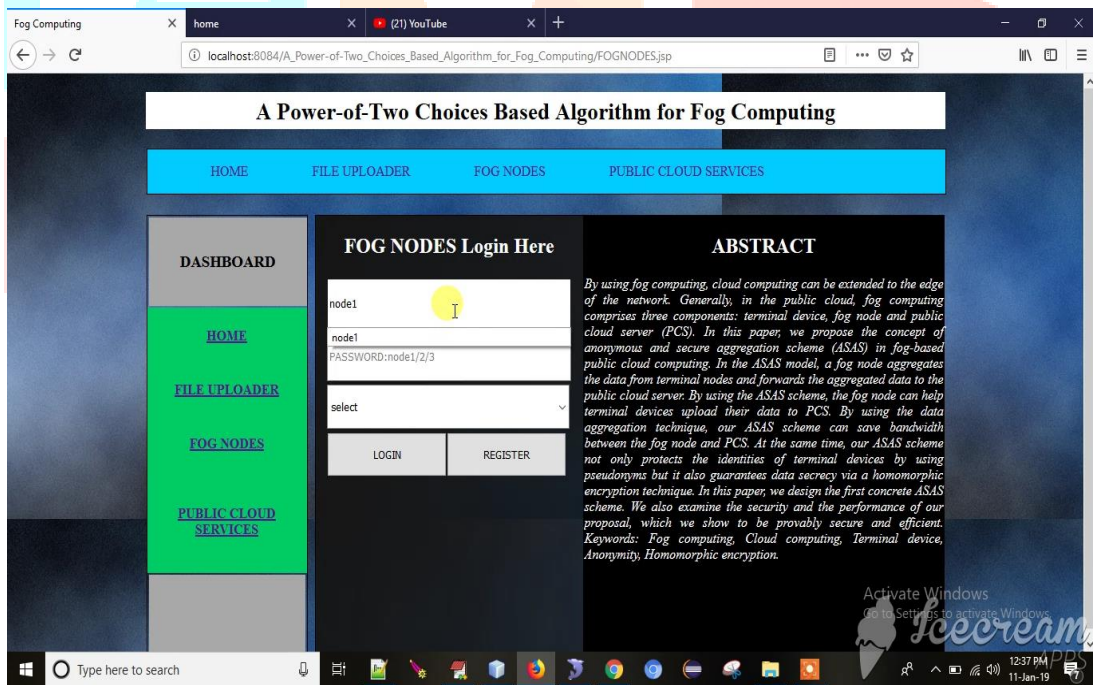 Fog Computing
home
(21) YouTube
localhost:8084/A_Power-of-Two_Choices_Based_Algorithm_for_Fog_Computing/FOGNODES.jsp
A Power-of-Two Choices Based Algorithm for Fog Computing
HOME FILE UPLOADER FOG NODES PUBLIC CLOUD SERVICES
DASHBOARD
HOME
FILE UPLOADER
FOG NODES
PUBLIC CLOUD
SERVICES
FOG NODES Login Here
node1
node1
PASSWORD:node1/2/3
select
LOGIN REGISTER
ABSTRACT
By using fog computing, cloud computing can be extended to the edge
of the network. Generally, in the public cloud, fog computing
comprises three components: terminal device, fog node and public
cloud server (PCS). In this paper, we propose the concept of
anonymous and secure aggregation scheme (ASAS) in fog-based
public cloud computing. In the ASAS model, a fog node aggregates
the data from terminal nodes and forwards the aggregated data to the
public cloud server. By using the ASAS scheme, the fog node can help
terminal devices upload their data to PCS. By using the data
aggregation technique, our ASAS scheme can save bandwidth
between the fog node and PCS. At the same time, our ASAS scheme
not only protects the identities of terminal devices by using
pseudonyms but it also guarantees data secrecy via a homomorphic
encryption technique. In this paper, we design the first concrete ASAS
scheme. We also examine the security and the performance of our
proposal, which we show to be provably secure and efficient.
Keywords: Fog computing, Cloud computing, Terminal device,
Anonymity, Homomorphic encryption.
Activate Windows
Go to Settings to activate Windows.
Icecream
APPS
Type here to search
12:37 PM
11-Jan-19
7